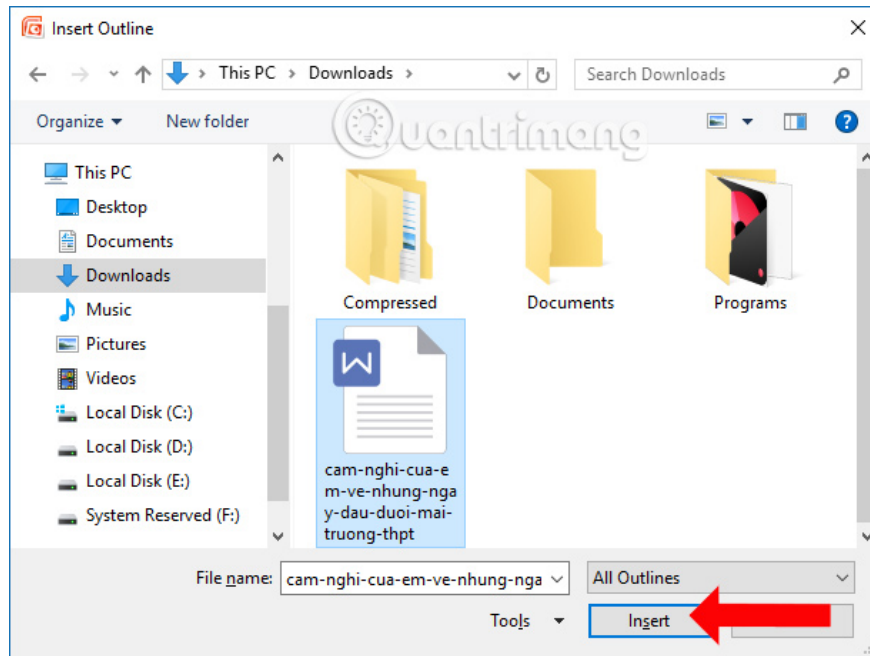 Insert Outline
This PC > Downloads >
Search Downloads
Organize
New folder
Quantrimang
This PC
Desktop
Documents
Downloads
Music
Pictures
Videos
Local Disk (C:)
Local Disk (D:)
Local Disk (E:)
System Reserved (F:)
Compressed
Documents
Programs
cam-nghi-cua-e
m-ve-nhung-nga
y-dau-duoi-mai-
truong-thpt
File name:
cam-nghi-cua-em-ve-nhung-nga
All Outlines
Tools
Insert